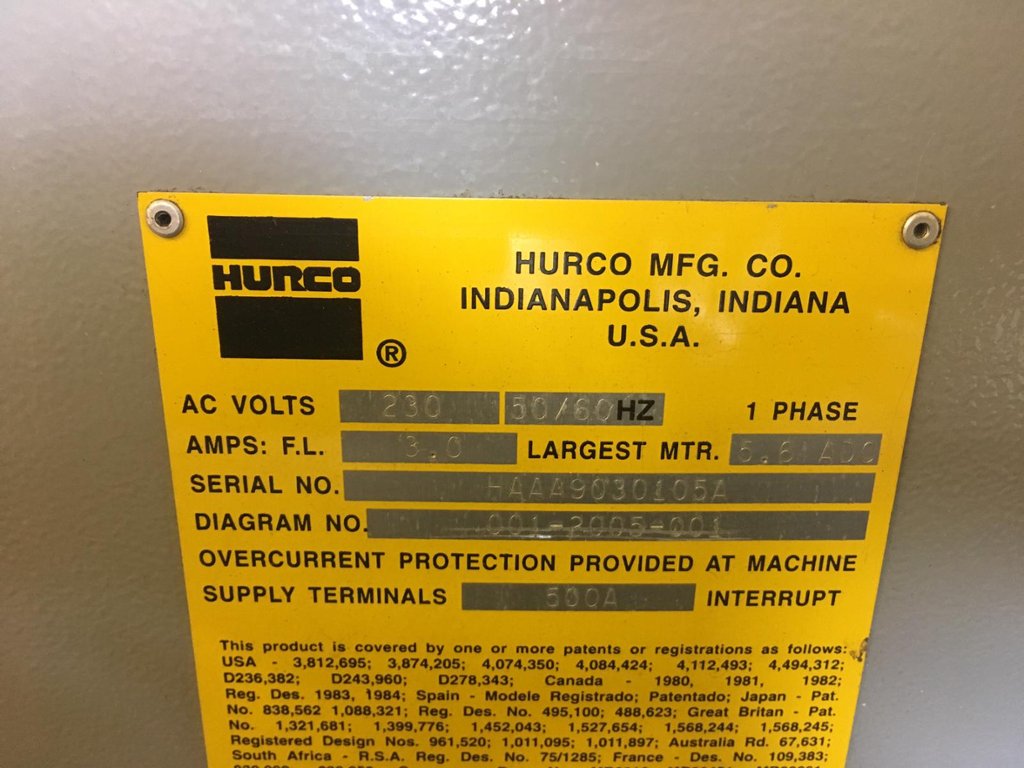 HURCO
®
HURCO MFG. CO.
INDIANAPOLIS, INDIANA
U.S.A.
AC VOLTS 230 50/60 HZ 1 PHASE
AMPS: F.L. 3.0 LARGEST MTR. 5.6 ADC
SERIAL NO. HAAA9030105A
DIAGRAM NO. 001-2005-001
OVERCURRENT PROTECTION PROVIDED AT MACHINE
SUPPLY TERMINALS 500A INTERRUPT
This product is covered by one or more patents or registrations as follows:
USA - 3,812,695; 3,874,205; 4,074,350; 4,084,424; 4,112,493; 4,494,312;
D236,382; D243,960; D278,343; Canada - 1980, 1981, 1982;
Reg. Des. 1983, 1984; Spain - Modele Registrado; Patentado; Japan - Pat.
No. 838,562 1,088,321; Reg. Des. No. 495,100; 488,623; Great Britan - Pat.
No. 1,321,681; 1,399,776; 1,452,043; 1,527,654; 1,568,244; 1,568,245;
Registered Design Nos. 961,520; 1,011,095; 1,011,897; Australia Rd. 67,631;
South Africa - R.S.A. Reg. Des. No. 75/1285; France - Des. No. 109,383;